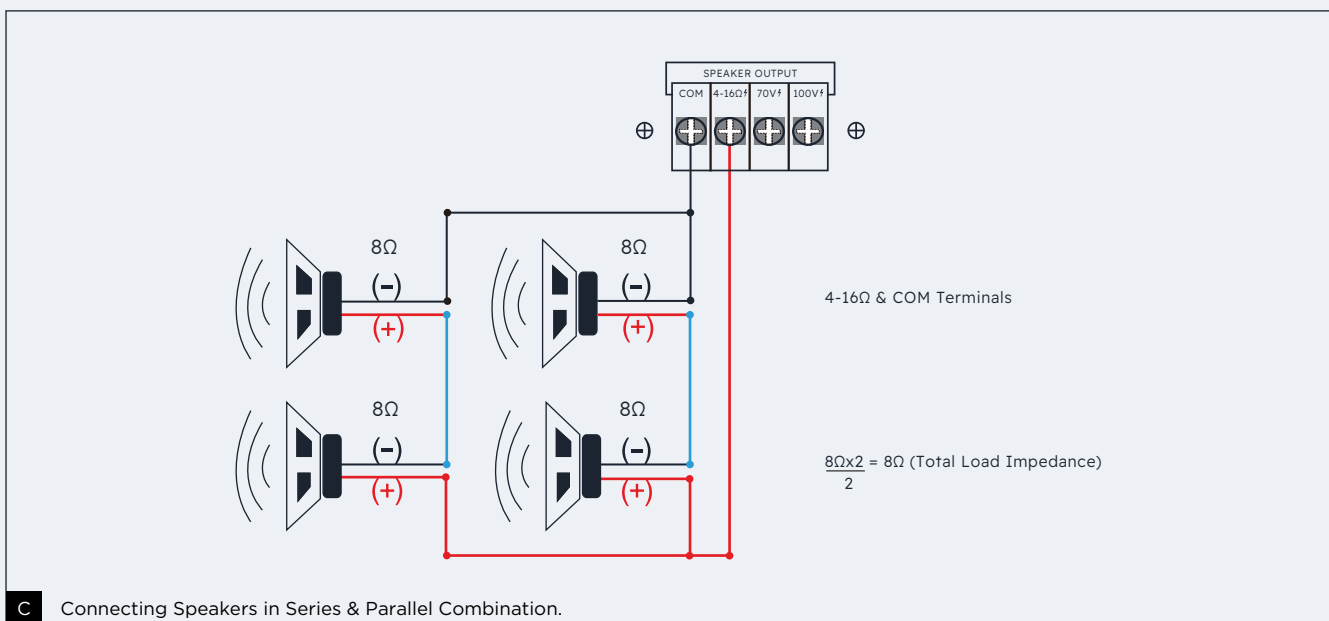 SPEAKER OUTPUT
COM 4-16Ω⚡ 70V⚡ 100V⚡
8Ω 8Ω
(-) (-)
(+) (+)
4-16Ω & COM Terminals
8Ω 8Ω
(-) (-)
(+) (+)
8Ωx2 = 8Ω (Total Load Impedance)
2
C Connecting Speakers in Series & Parallel Combination.